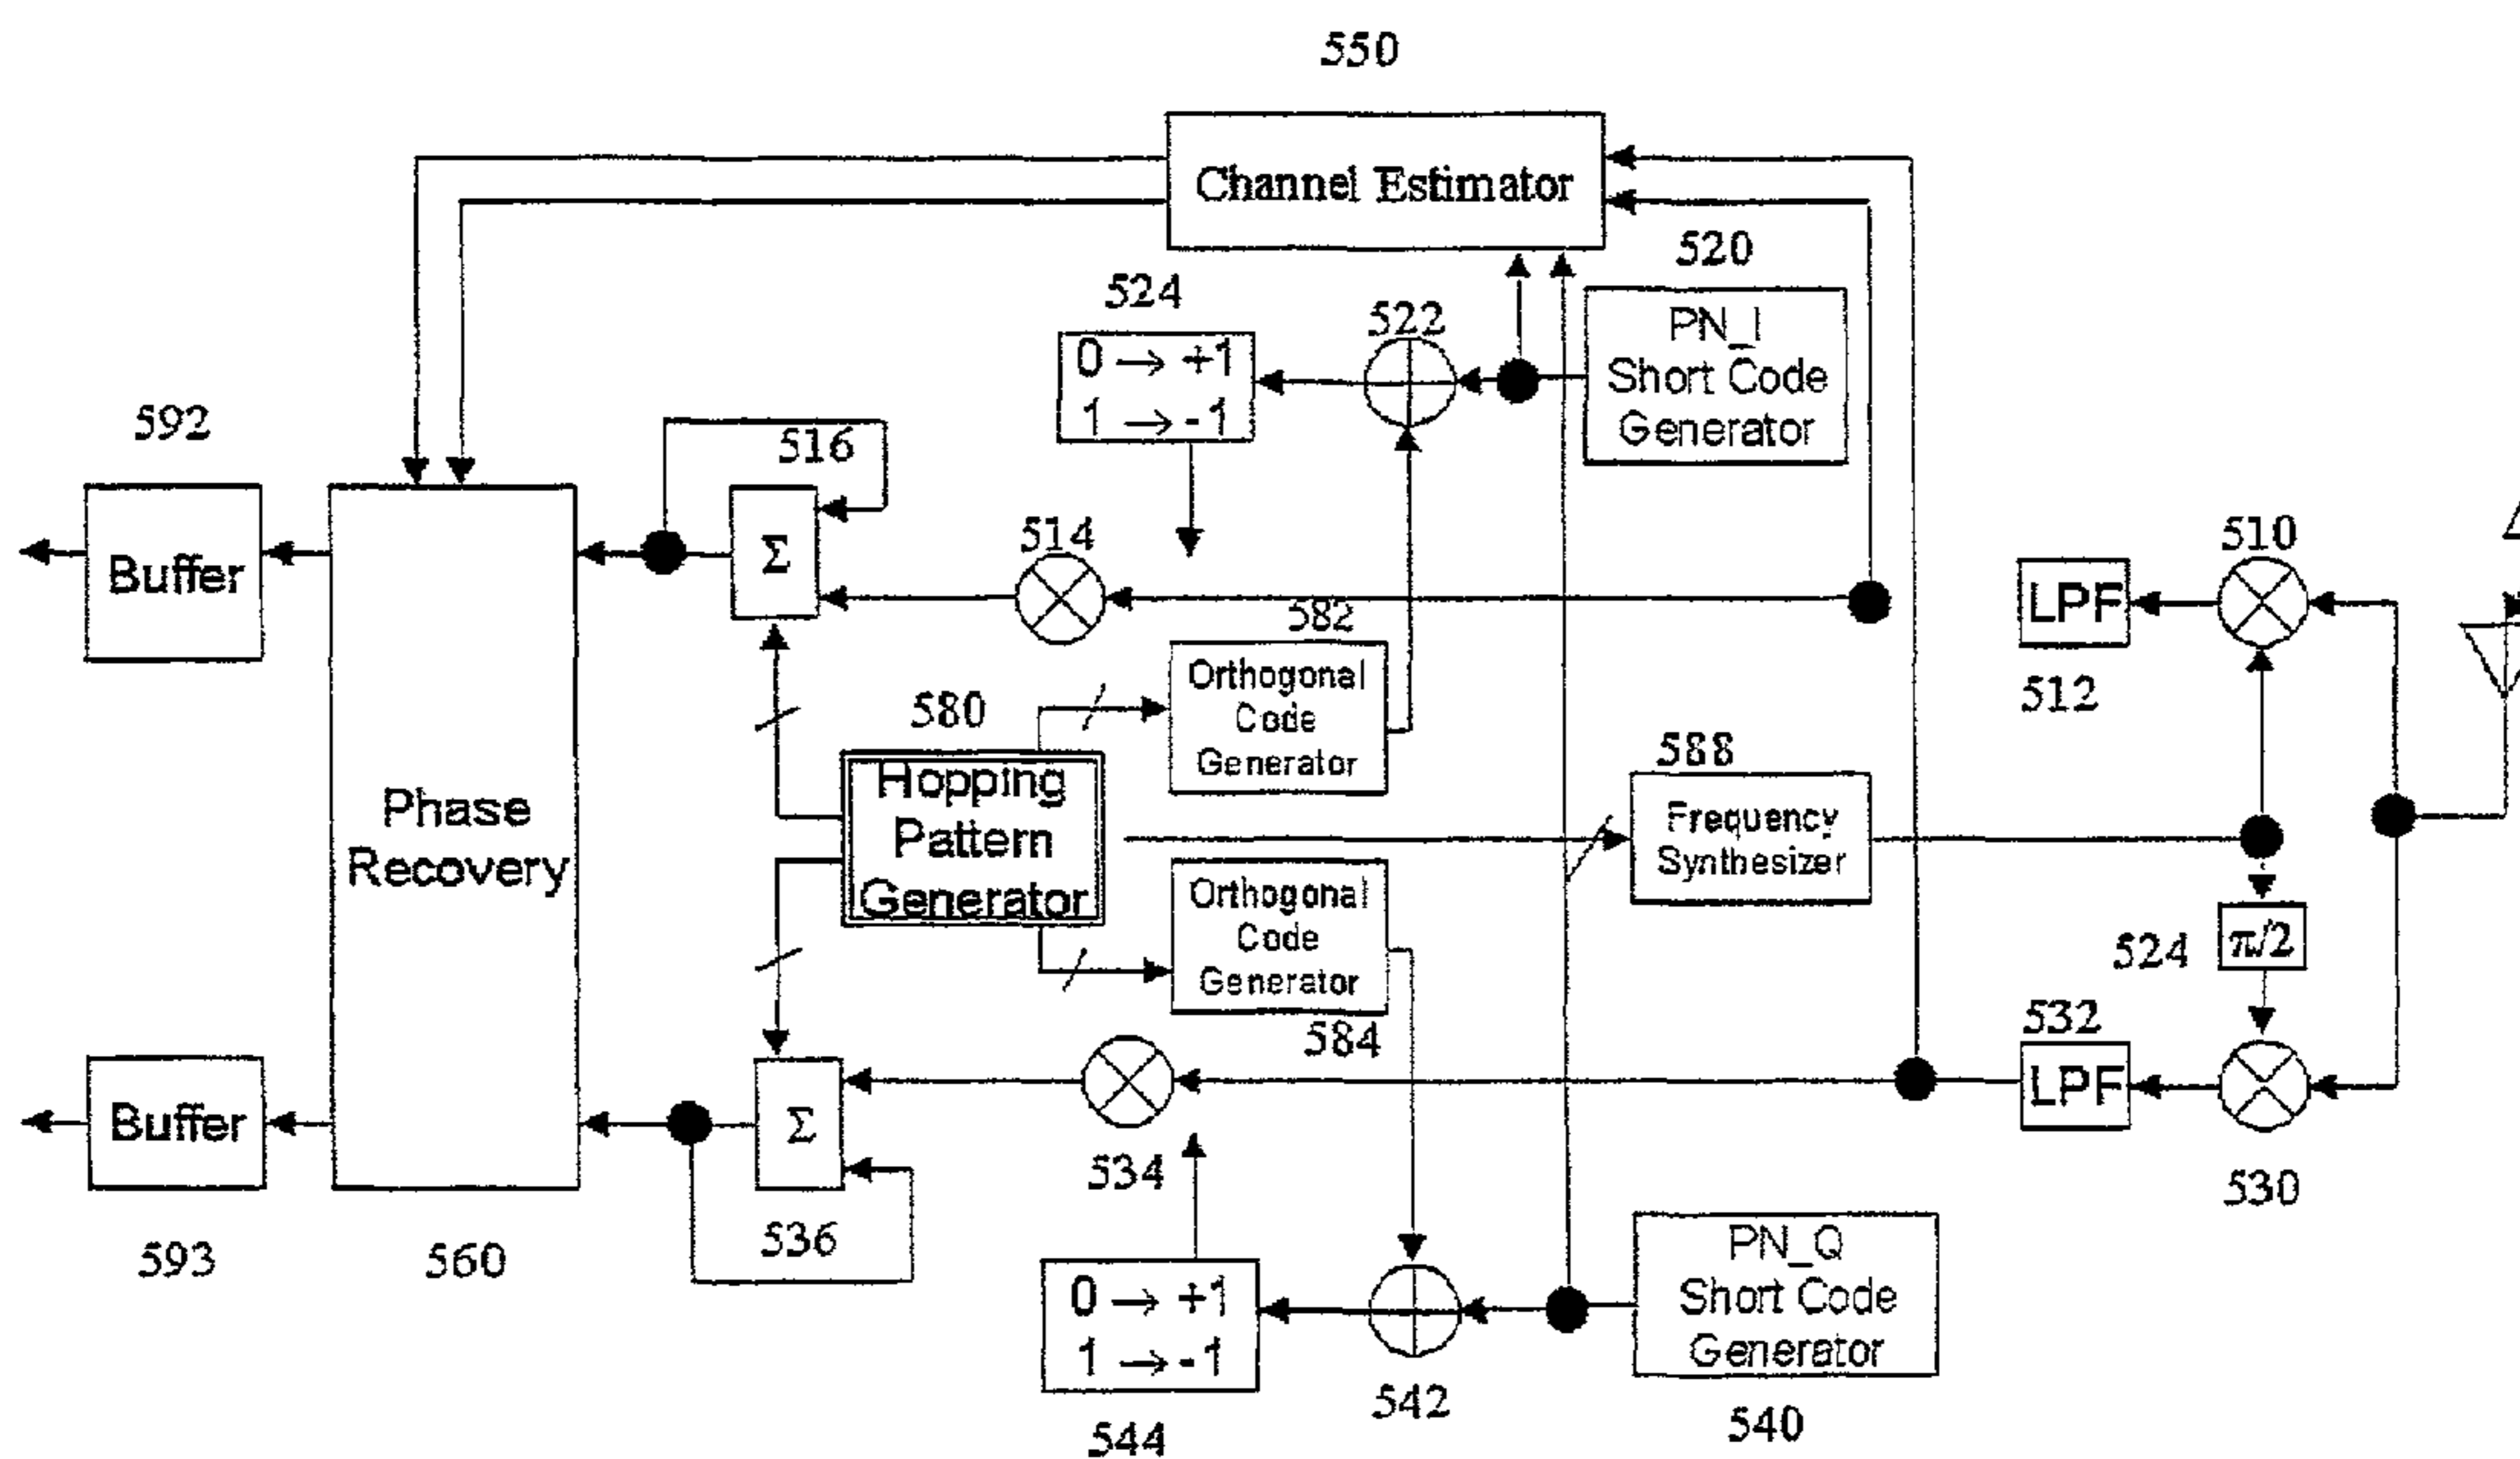 550
Channel Estimator
520
524
0 → +1
1 → -1
522
PN_I
Short Code
Generator
592
Buffer
516
Σ
514
582
Orthogonal
Code
Generator
510
LPF
512
580
Hopping
Pattern
Generator
588
Frequency
Synthesizer
Phase
Recovery
Orthogonal
Code
Generator
584
524
π/2
532
LPF
530
Buffer
593
560
Σ
536
534
0 → +1
1 → -1
544
542
PN_Q
Short Code
Generator
540